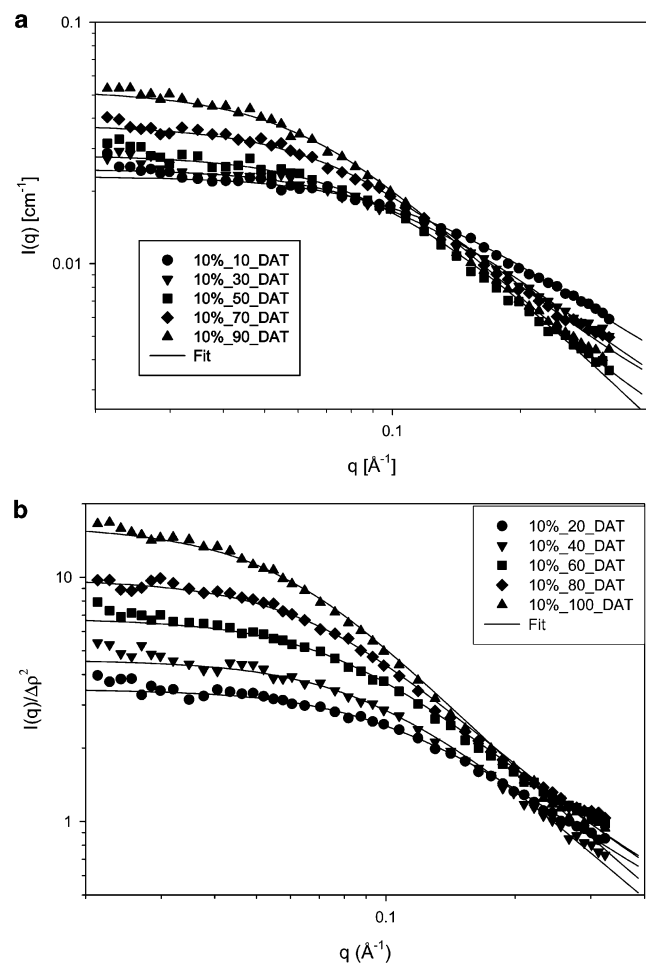 a
0.1
0.01
I(q) [cm⁻¹]
10%_10_DAT
10%_30_DAT
10%_50_DAT
10%_70_DAT
10%_90_DAT
Fit
0.1
q [Å⁻¹]
b
10
1
I(q)/Δρ²
10%_20_DAT
10%_40_DAT
10%_60_DAT
10%_80_DAT
10%_100_DAT
Fit
0.1
q (Å⁻¹)